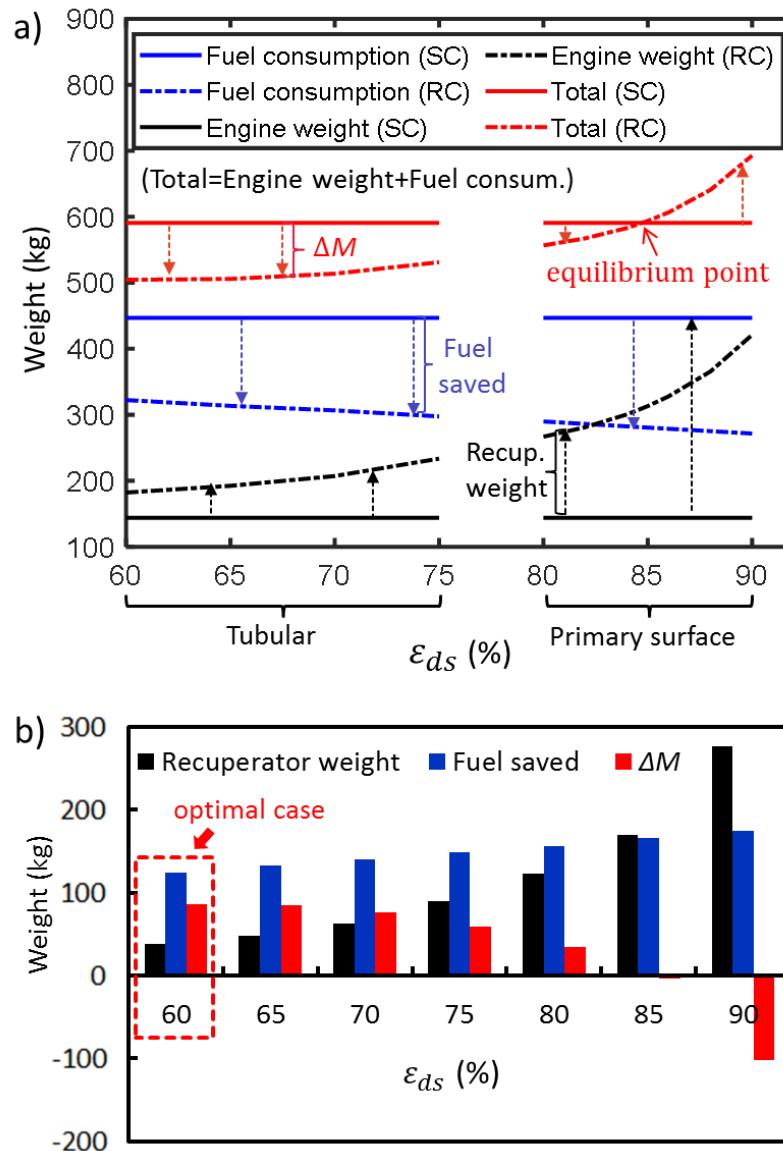 a)
900
800
700
600
500
400
300
200
100
Weight (kg)
Fuel consumption (SC)
Fuel consumption (RC)
Engine weight (SC)
Engine weight (RC)
Total (SC)
Total (RC)
(Total=Engine weight+Fuel consum.)
ΔM
equilibrium point
Fuel
saved
Recup.
weight
60 65 70 75 80 85 90
Tubular
Primary surface
εds (%)
b)
300
200
100
0
-100
-200
Weight (kg)
Recuperator weight Fuel saved ΔM
optimal case
60 65 70 75 80 85 90
εds (%)